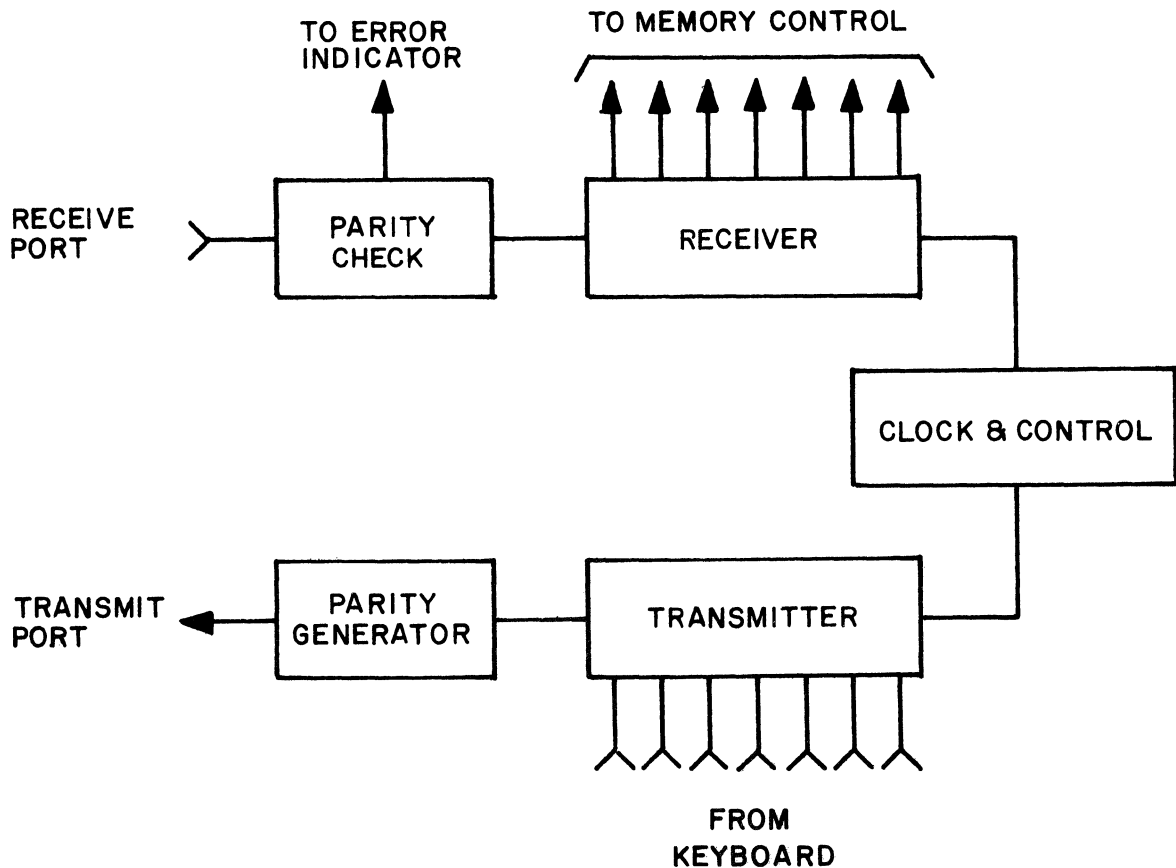 TO ERROR
INDICATOR
TO MEMORY CONTROL
RECEIVE
PORT
PARITY
CHECK
RECEIVER
CLOCK & CONTROL
TRANSMIT
PORT
PARITY
GENERATOR
TRANSMITTER
FROM
KEYBOARD